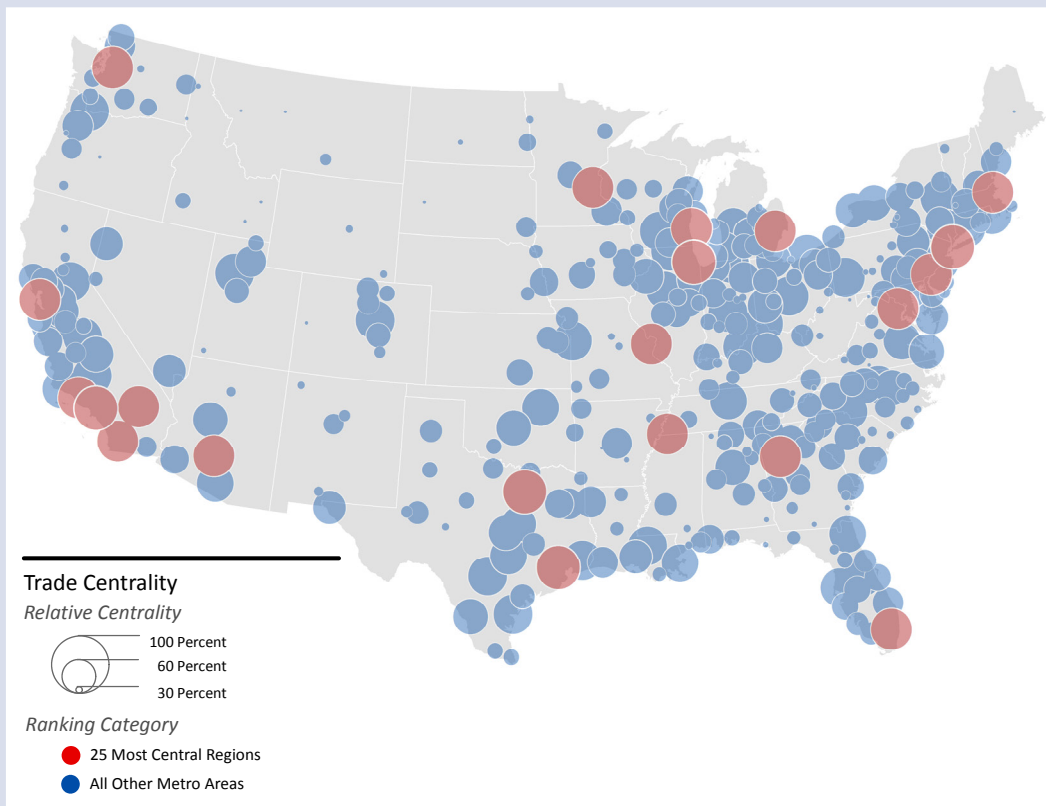 Trade Centrality
Relative Centrality
100 Percent
60 Percent
30 Percent
Ranking Category
25 Most Central Regions
All Other Metro Areas